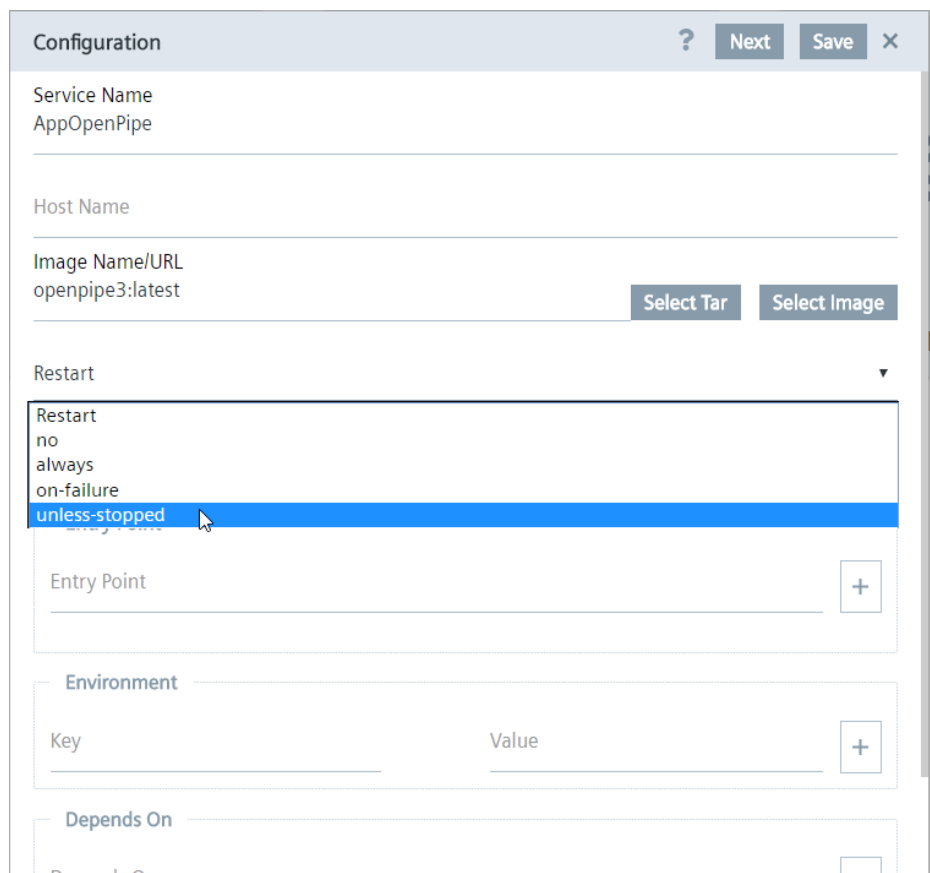 Configuration ? Next Save ×
Service Name
AppOpenPipe
Host Name
Image Name/URL
openpipe3:latest
Select Tar Select Image
Restart ▼
Restart
no
always
on-failure
unless-stopped
Entry Point
+
Environment
Key Value +
Depends On